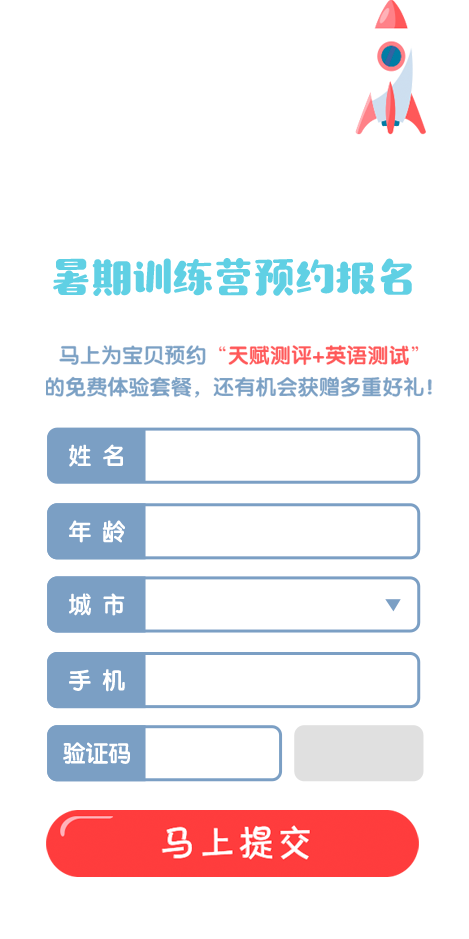 暑期训练营预约报名
马上为宝贝预约“天赋测评+英语测试”
的免费体验套餐，还有机会获赠多重好礼!
姓 名
年 龄
城 市
手 机
验证码
马上提交